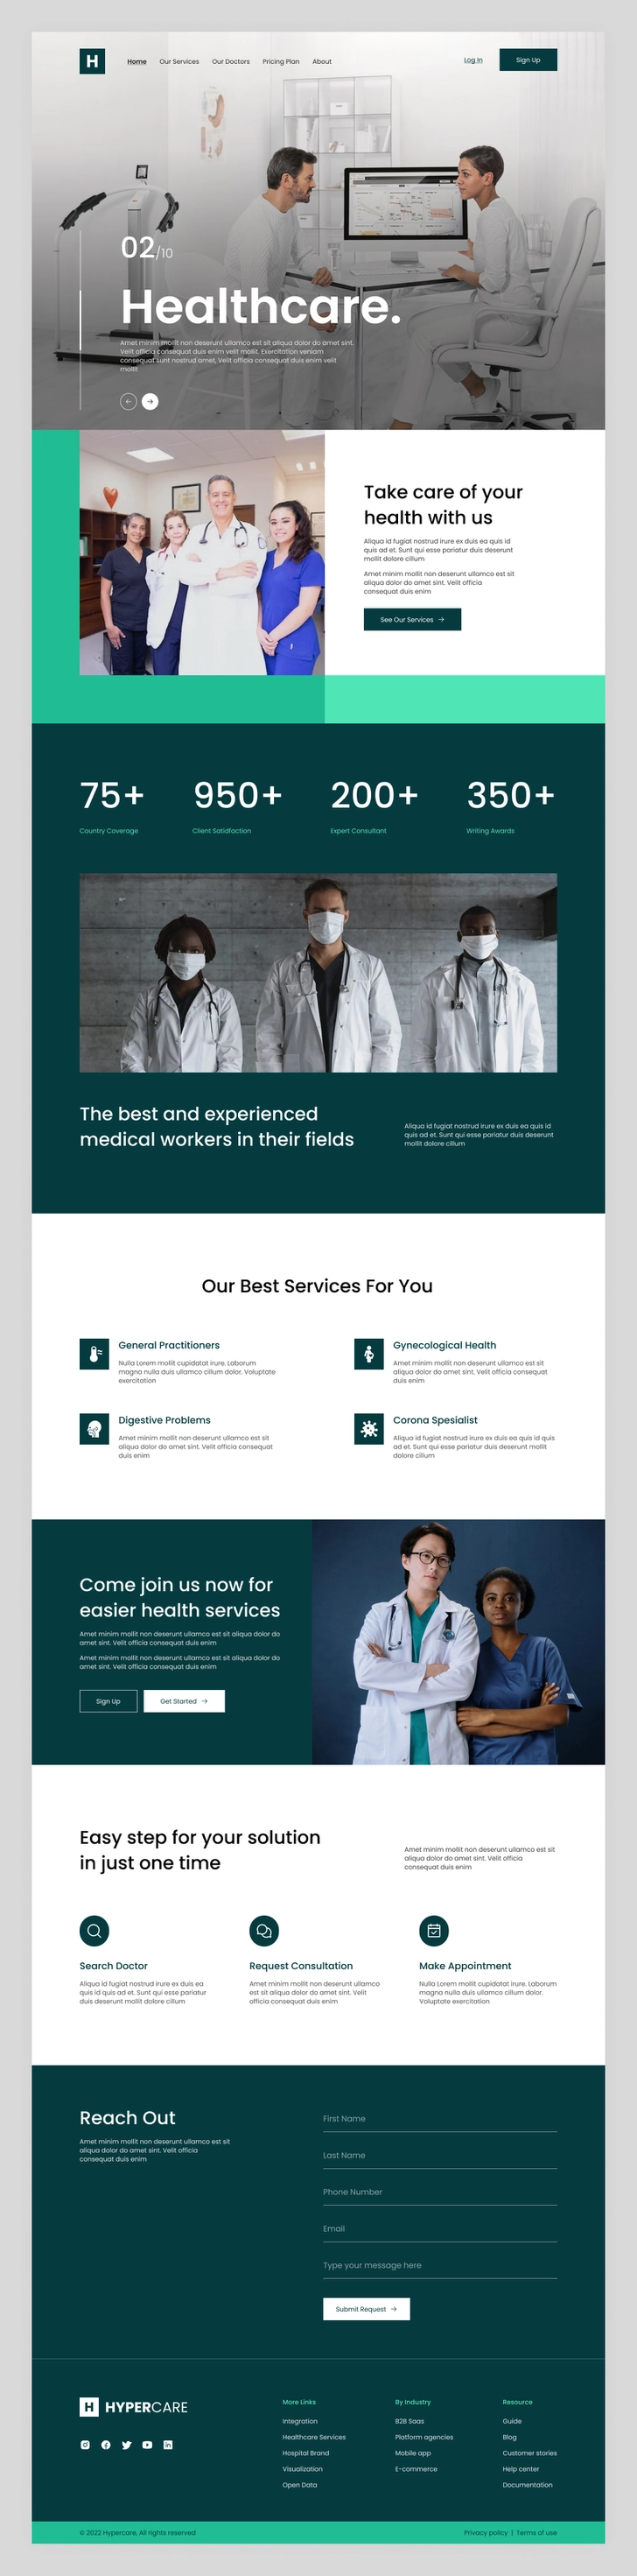 H
Home
Our Services
Our Doctors
Pricing Plan
About
Log In
Sign Up
02/10
Healthcare.
Amet minim mollit non deserunt ullamco est sit aliqua dolor do amet sint.
Velit officia consequat duis enim velit mollit. Exercitation veniam
consequat sunt nostrud amet, Velit officia consequat duis enim velit
mollit
Take care of your
health with us
Aliqua id fugiat nostrud irure ex duis ea quis id
quis ad et. Sunt qui esse pariatur duis deserunt
mollit dolore cillum
Amet minim mollit non deserunt ullamco est sit
aliqua dolor do amet sint. Velit officia
consequat duis enim
See Our Services
75+
950+
200+
350+
Country Coverage
Client Satidfaction
Expert Consultant
Writing Awards
The best and experienced
medical workers in their fields
Aliqua id fugiat nostrud irure ex duis ea quis id
quis ad et. Sunt qui esse pariatur duis deserunt
mollit dolore cillum
Our Best Services For You
General Practitioners
Nulla Lorem mollit cupidatat irure. Laborum
magna nulla duis ullamco cillum dolor. Voluptate
exercitation
Gynecological Health
Amet minim mollit non deserunt ullamco est sit
aliqua dolor do amet sint. Velit officia consequat
duis enim
Digestive Problems
Amet minim mollit non deserunt ullamco est sit
aliqua dolor do amet sint. Velit officia consequat
duis enim
Corona Spesialist
Aliqua id fugiat nostrud irure ex duis ea quis id quis
ad et. Sunt qui esse pariatur duis deserunt mollit
dolore cillum
Come join us now for
easier health services
Amet minim mollit non deserunt ullamco est sit aliqua dolor do
amet sint. Velit officia consequat duis enim
Amet minim mollit non deserunt ullamco est sit aliqua dolor do
amet sint. Velit officia consequat duis enim
Sign Up
Get Started
Easy step for your solution
in just one time
Amet minim mollit non deserunt ullamco est sit
aliqua dolor do amet sint. Velit officia
consequat duis enim
Search Doctor
Aliqua id fugiat nostrud irure ex duis ea
quis id quis ad et. Sunt qui esse pariatur
duis deserunt mollit dolore cillum
Request Consultation
Amet minim mollit non deserunt ullamco
est sit aliqua dolor do amet sint. Velit
officia consequat duis enim
Make Appointment
Nulla Lorem mollit cupidatat irure. Laborum
magna nulla duis ullamco cillum dolor.
Voluptate exercitation
Reach Out
Amet minim mollit non deserunt ullamco est sit
aliqua dolor do amet sint. Velit officia
consequat duis enim
First Name
Last Name
Phone Number
Email
Type your message here
Submit Request
H HYPERCARE
More Links
Integration
Healthcare Services
Hospital Brand
Visualization
Open Data
By Industry
B2B Saas
Platform agencies
Mobile app
E-commerce
Resource
Guide
Blog
Customer stories
Help center
Documentation
© 2022 Hypercare, All rights reserved
Privacy policy | Terms of use